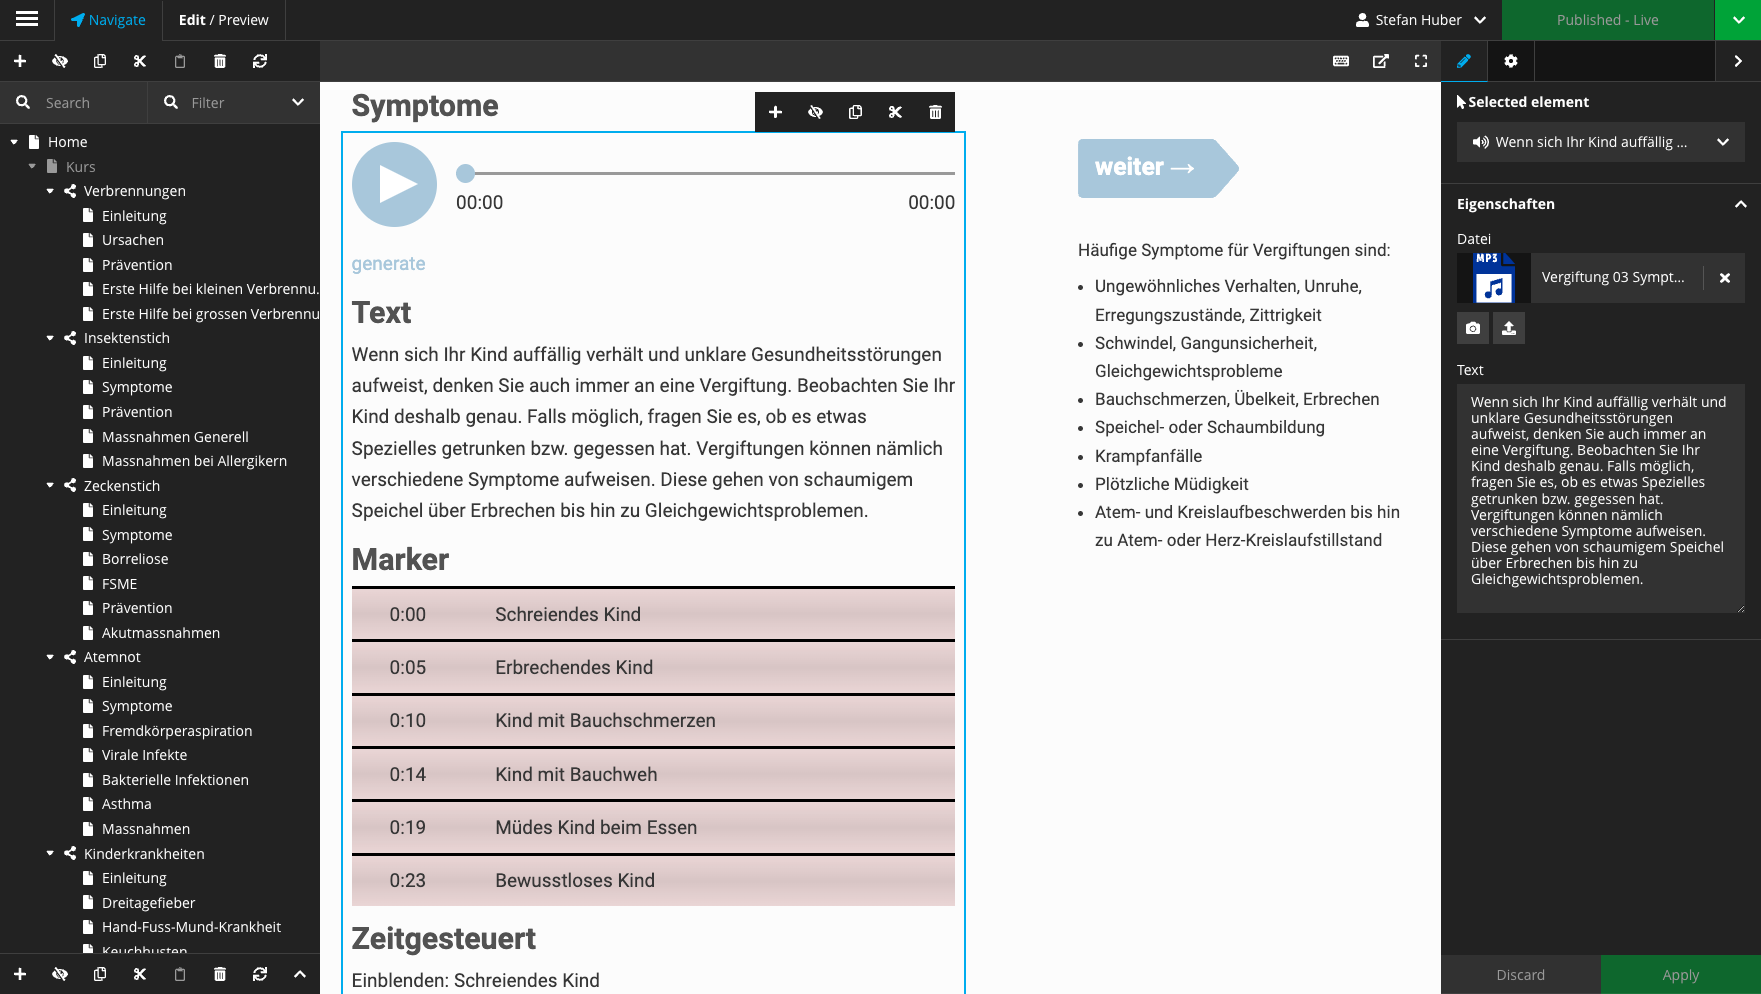 Navigate
Edit / Preview
Stefan Huber
Published - Live
Search
Filter
Home
Kurs
Verbrennungen
Einleitung
Ursachen
Prävention
Erste Hilfe bei kleinen Verbrennu.
Erste Hilfe bei grossen Verbrennu
Insektenstich
Einleitung
Symptome
Prävention
Massnahmen Generell
Massnahmen bei Allergikern
Zeckenstich
Einleitung
Symptome
Borreliose
FSME
Prävention
Akutmassnahmen
Atemnot
Einleitung
Symptome
Fremdkörperaspiration
Virale Infekte
Bakterielle Infektionen
Asthma
Massnahmen
Kinderkrankheiten
Einleitung
Dreitagefieber
Hand-Fuss-Mund-Krankheit
Keuchhusten
Symptome
00:00
00:00
generate
Text
Wenn sich Ihr Kind auffällig verhält und unklare Gesundheitsstörungen
aufweist, denken Sie auch immer an eine Vergiftung. Beobachten Sie Ihr
Kind deshalb genau. Falls möglich, fragen Sie es, ob es etwas
Spezielles getrunken bzw. gegessen hat. Vergiftungen können nämlich
verschiedene Symptome aufweisen. Diese gehen von schaumigem
Speichel über Erbrechen bis hin zu Gleichgewichtsproblemen.
Marker
0:00 Schreiendes Kind
0:05 Erbrechendes Kind
0:10 Kind mit Bauchschmerzen
0:14 Kind mit Bauchweh
0:19 Müdes Kind beim Essen
0:23 Bewusstloses Kind
Zeitgesteuert
Einblenden: Schreiendes Kind
weiter →
Häufige Symptome für Vergiftungen sind:
• Ungewöhnliches Verhalten, Unruhe,
Erregungszustände, Zittrigkeit
• Schwindel, Gangunsicherheit,
Gleichgewichtsprobleme
• Bauchschmerzen, Übelkeit, Erbrechen
• Speichel- oder Schaumbildung
• Krampfanfälle
• Plötzliche Müdigkeit
• Atem- und Kreislaufbeschwerden bis hin
zu Atem- oder Herz-Kreislaufstillstand
Selected element
Wenn sich Ihr Kind auffällig ...
Eigenschaften
Datei
MP3
Vergiftung 03 Sympt...
Text
Wenn sich Ihr Kind auffällig verhält und
unklare Gesundheitsstörungen
aufweist, denken Sie auch immer an
eine Vergiftung. Beobachten Sie Ihr
Kind deshalb genau. Falls möglich,
fragen Sie es, ob es etwas Spezielles
getrunken bzw. gegessen hat.
Vergiftungen können nämlich
verschiedene Symptome aufweisen.
Diese gehen von schaumigem Speichel
über Erbrechen bis hin zu
Gleichgewichtsproblemen.
Discard
Apply